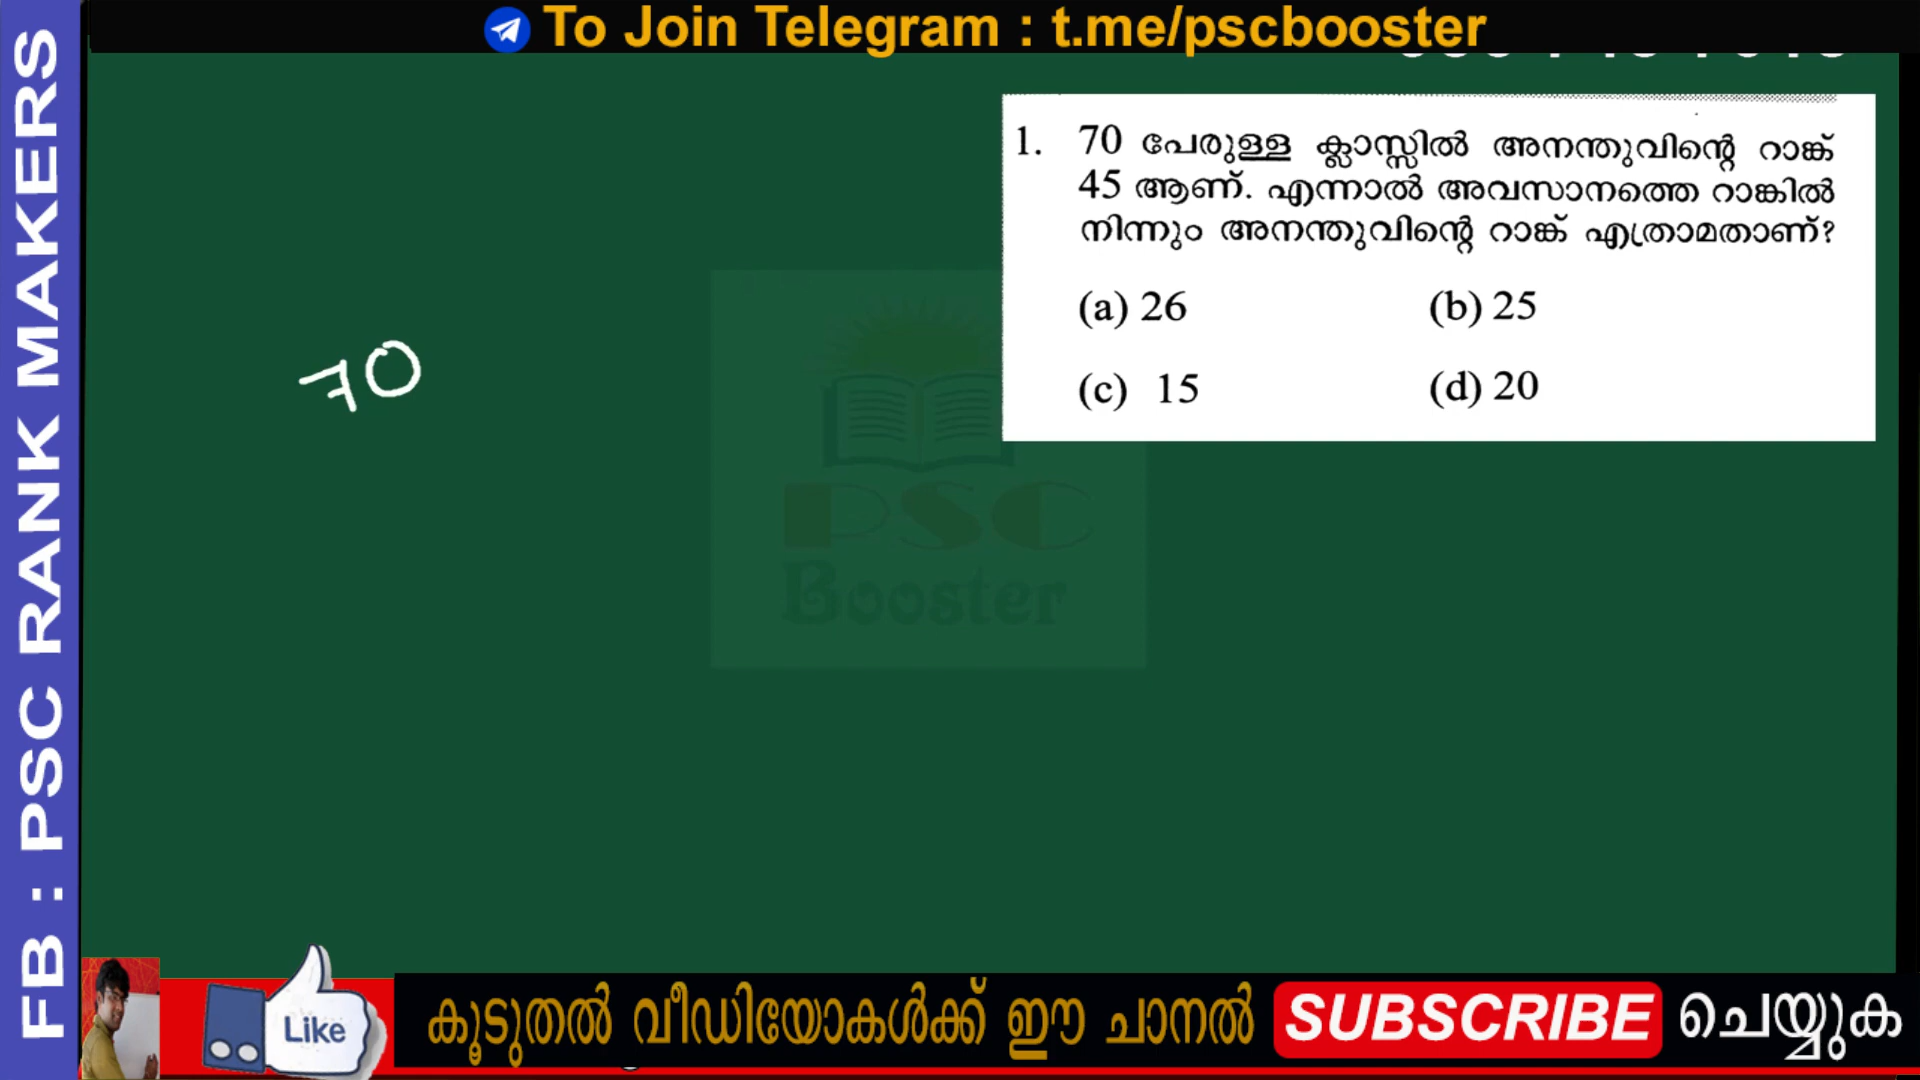 To Join Telegram : t.me/pscbooster
FB : PSC RANK MAKERS
1. 70 പേരുള്ള ക്ലാസ്സിൽ അനന്തുവിന്റെ റാങ്ക്
45 ആണ്. എന്നാൽ അവസാനത്തെ റാങ്കിൽ
നിന്നും അനന്തുവിന്റെ റാങ്ക് എത്രാമതാണ്?
(a) 26 (b) 25
(c) 15 (d) 20
70
PSC
Booster
Like
കൂടുതൽ വീഡിയോകൾക്ക് ഈ ചാനൽ SUBSCRIBE ചെയ്യുക